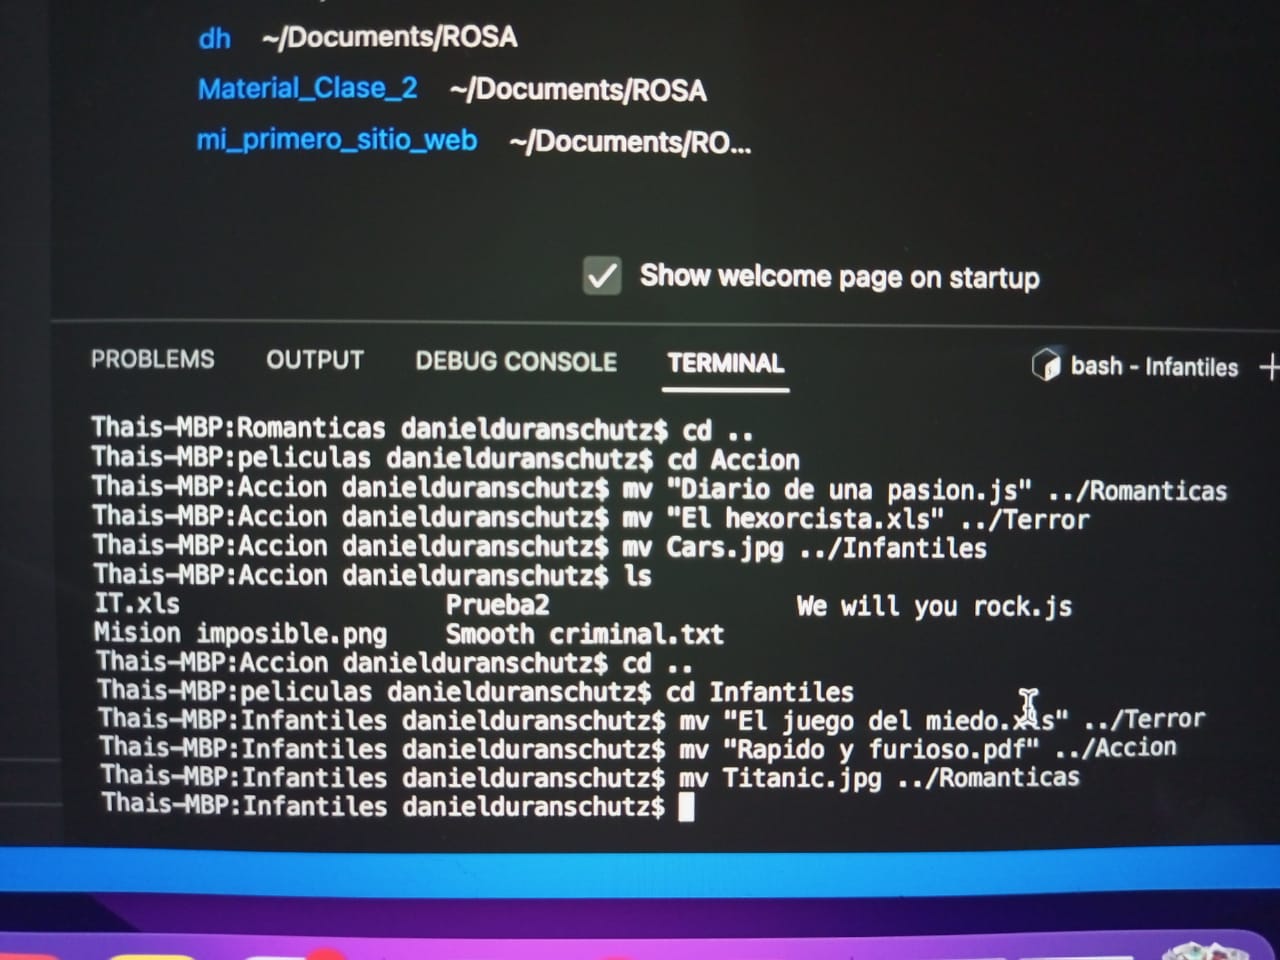 dh ~/Documents/ROSA
Material_Clase_2 ~/Documents/ROSA
mi_primero_sitio_web ~/Documents/RO...
Show welcome page on startup
PROBLEMS OUTPUT DEBUG CONSOLE TERMINAL bash - Infantiles
Thais-MBP:Romanticas danielduranschutz$ cd ..
Thais-MBP:peliculas danielduranschutz$ cd Accion
Thais-MBP:Accion danielduranschutz$ mv "Diario de una pasion.js" ../Romanticas
Thais-MBP:Accion danielduranschutz$ mv "El hexorcista.xls" ../Terror
Thais-MBP:Accion danielduranschutz$ mv Cars.jpg ../Infantiles
Thais-MBP:Accion danielduranschutz$ ls
IT.xls Prueba2 We will you rock.js
Mision imposible.png Smooth criminal.txt
Thais-MBP:Accion danielduranschutz$ cd ..
Thais-MBP:peliculas danielduranschutz$ cd Infantiles
Thais-MBP:Infantiles danielduranschutz$ mv "El juego del miedo.xls" ../Terror
Thais-MBP:Infantiles danielduranschutz$ mv "Rapido y furioso.pdf" ../Accion
Thais-MBP:Infantiles danielduranschutz$ mv Titanic.jpg ../Romanticas
Thais-MBP:Infantiles danielduranschutz$